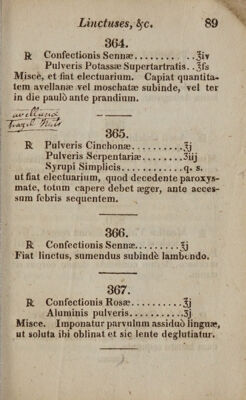 Linctuses, &c. 89
364.
℞ Confectionis Sennæ........ . . ℥iv
Pulveris Potassæ Supertartratis. . ℥ſs
Misce, et fiat electuarium. Capiat quantita-
tem avellanæ vel moschatæ subinde, vel ter
in die paulò ante prandium.
avellana
365.
℞ Pulveris Cinchonæ.........℥j
Pulveris Serpentariæ........℈iij
Syrupi Simplicis............q. s.
ut fiat electuarium, quod decedente paroxys-
mate, totum capere debet æger, ante acces-
sum febris sequentem.
366.
℞ Confectionis Sennæ.........℥j
Fiat linctus, sumendus subindè lambendo.
367.
℞ Confectionis Rosæ..........℥j
Aluminis pulveris...........ʒj
Misce. Imponatur parvulum assiduò linguæ,
ut soluta ibi oblinat et sic lente deglutiatur.